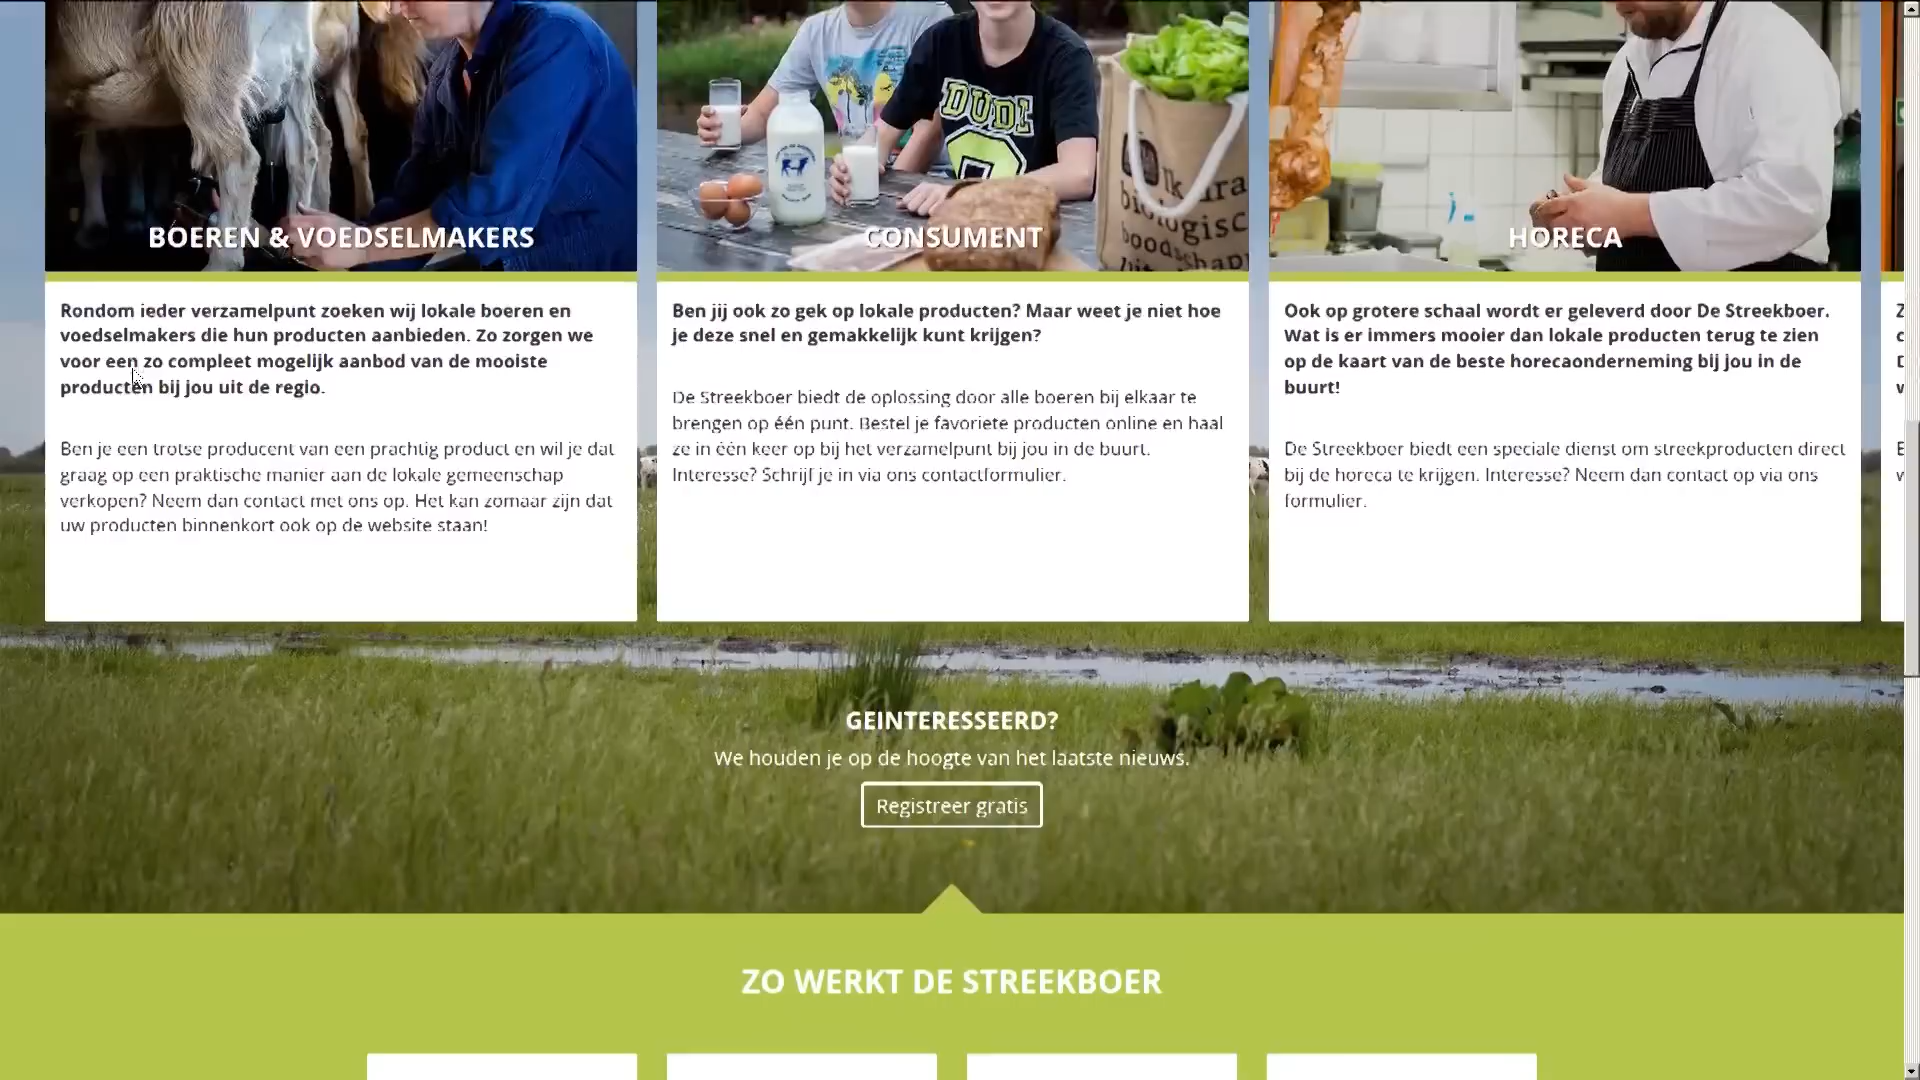 DUDL
Ik
biologisc
boodschap
BOEREN & VOEDSELMAKERS
CONSUMENT
HORECA
Rondom ieder verzamelpunt zoeken wij lokale boeren en
voedselmakers die hun producten aanbieden. Zo zorgen we
voor een zo compleet mogelijk aanbod van de mooiste
producten bij jou uit de regio.
Ben je een trotse producent van een prachtig product en wil je dat
graag op een praktische manier aan de lokale gemeenschap
verkopen? Neem dan contact met ons op. Het kan zomaar zijn dat
uw producten binnenkort ook op de website staan!
Ben jij ook zo gek op lokale producten? Maar weet je niet hoe
je deze snel en gemakkelijk kunt krijgen?
De Streekboer biedt de oplossing door alle boeren bij elkaar te
brengen op één punt. Bestel je favoriete producten online en haal
ze in één keer op bij het verzamelpunt bij jou in de buurt.
Interesse? Schrijf je in via ons contactformulier.
Ook op grotere schaal wordt er geleverd door De Streekboer.
Wat is er immers mooier dan lokale producten terug te zien
op de kaart van de beste horecaonderneming bij jou in de
buurt!
De Streekboer biedt een speciale dienst om streekproducten direct
bij de horeca te krijgen. Interesse? Neem dan contact op via ons
formulier.
GEINTERESSEERD?
We houden je op de hoogte van het laatste nieuws.
Registreer gratis
ZO WERKT DE STREEKBOER